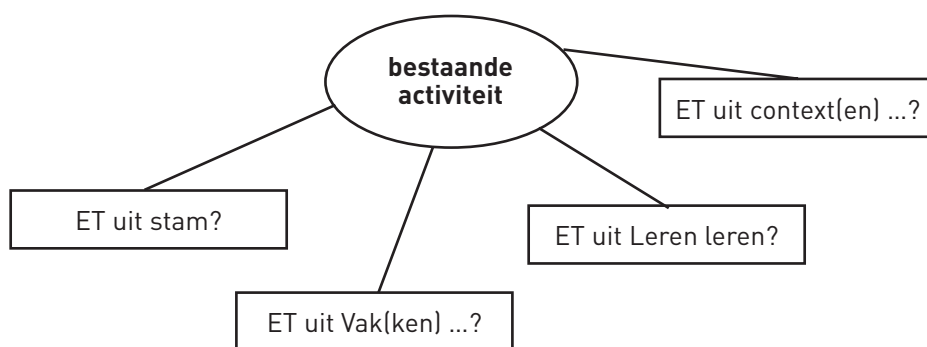 bestaande
activiteit
ET uit context(en) ...?
ET uit stam?
ET uit Leren leren?
ET uit Vak(ken) ...?